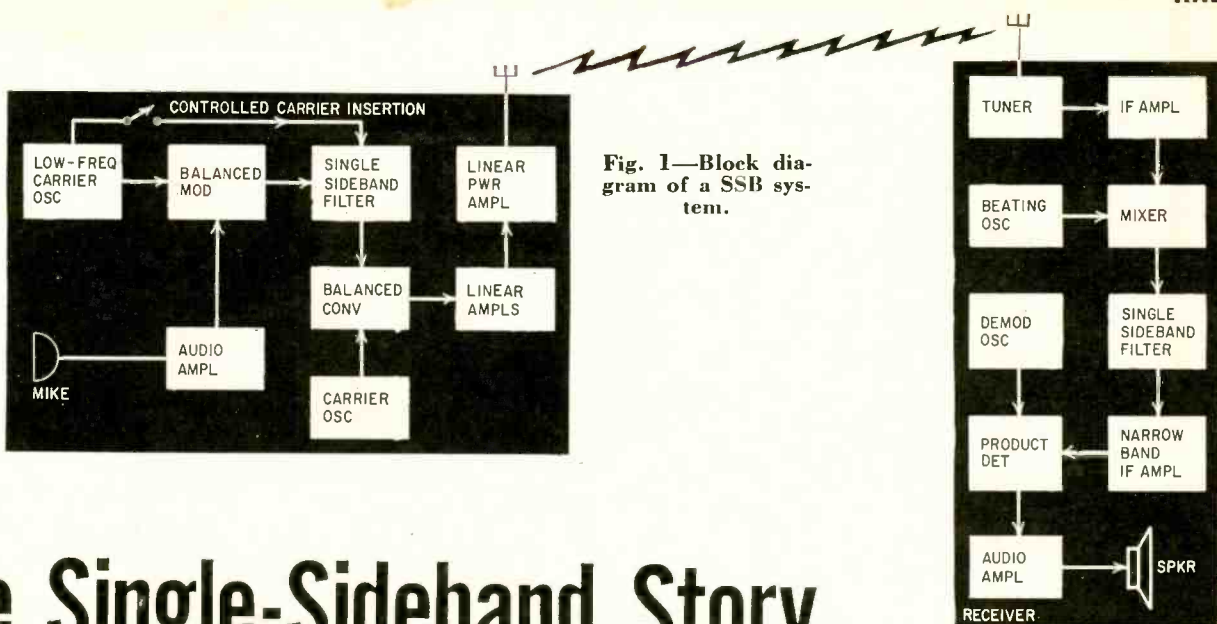 CONTROLLED CARRIER INSERTION
LOW-FREQ
CARRIER
OSC
BALANCED
MOD
SINGLE
SIDEBAND
FILTER
LINEAR
PWR
AMPL
BALANCED
CONV
LINEAR
AMPLS
AUDIO
AMPL
MIKE
CARRIER
OSC
Fig. 1—Block dia-
gram of a SSB sys-
tem.
TUNER
IF AMPL
BEATING
OSC
MIXER
DEMOD
OSC
SINGLE
SIDEBAND
FILTER
PRODUCT
DET
NARROW
BAND
IF AMPL
AUDIO
AMPL
SPKR
RECEIVER
Single-Sideband Story